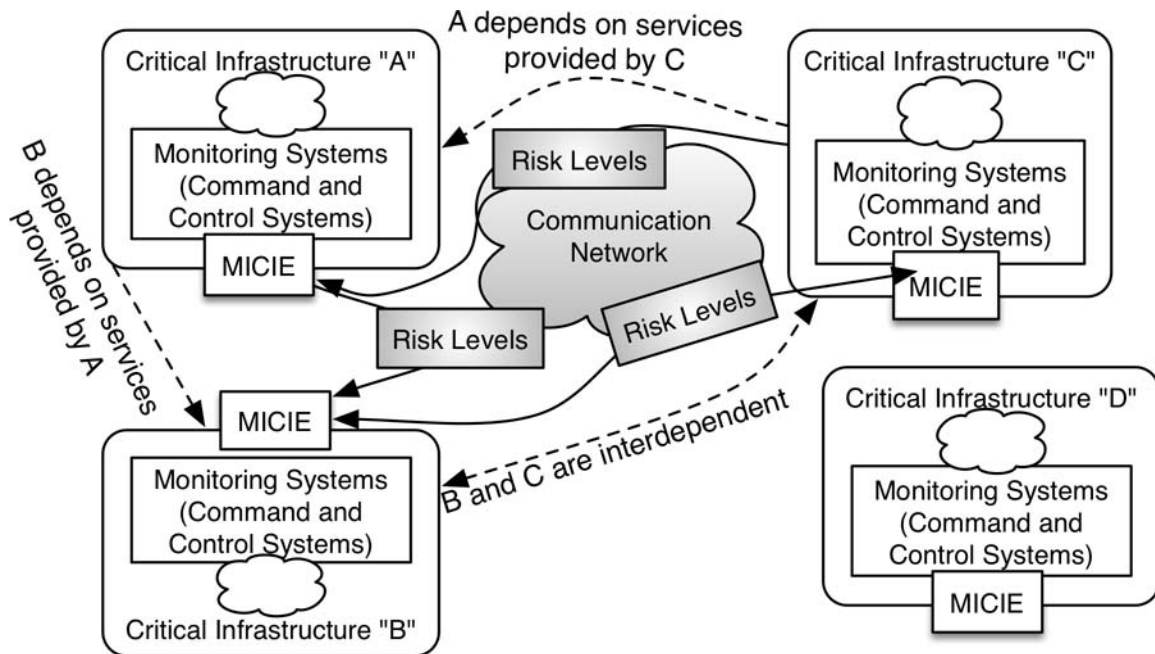 A depends on services
provided by C
Critical Infrastructure "A"
Monitoring Systems
(Command and
Control Systems)
MICIE
Critical Infrastructure "C"
Monitoring Systems
(Command and
Control Systems)
MICIE
Risk Levels
Communication
Network
Risk Levels
Risk Levels
B depends on services
provided by A
B and C are interdependent
MICIE
Monitoring Systems
(Command and
Control Systems)
Critical Infrastructure "B"
Critical Infrastructure "D"
Monitoring Systems
(Command and
Control Systems)
MICIE